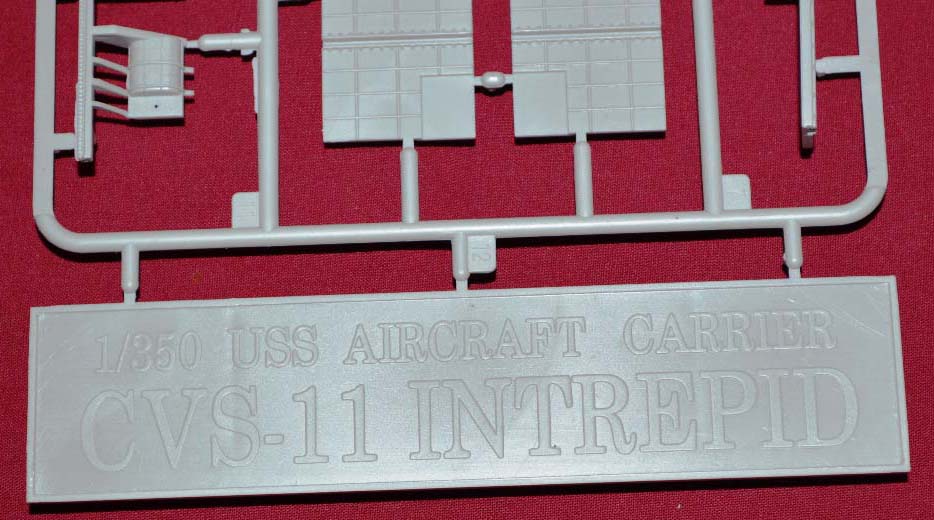 1/350 USS AIRCRAFT CARRIER
CVS-11 INTREPID